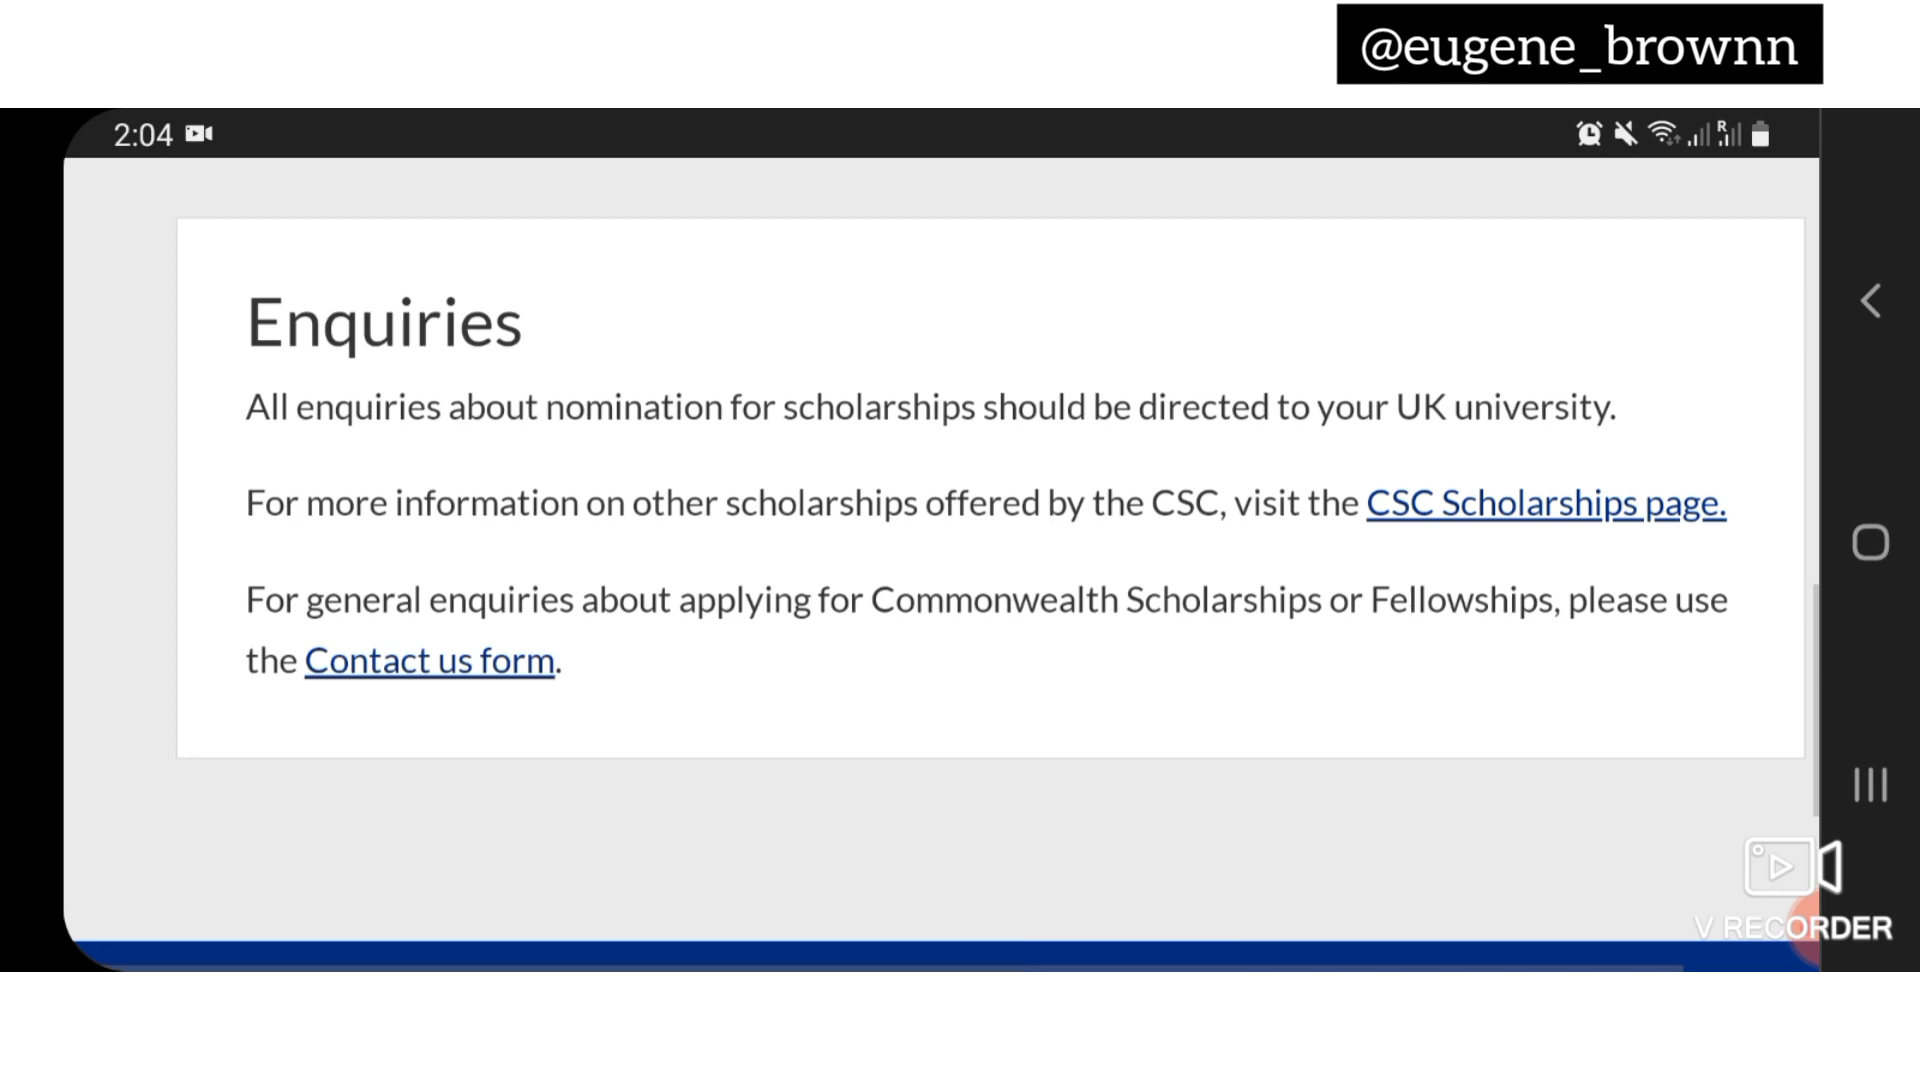 @eugene_brownn
2:04
R
Enquiries
All enquiries about nomination for scholarships should be directed to your UK university.
For more information on other scholarships offered by the CSC, visit the CSC Scholarships page.
For general enquiries about applying for Commonwealth Scholarships or Fellowships, please use
the Contact us form.
V RECORDER